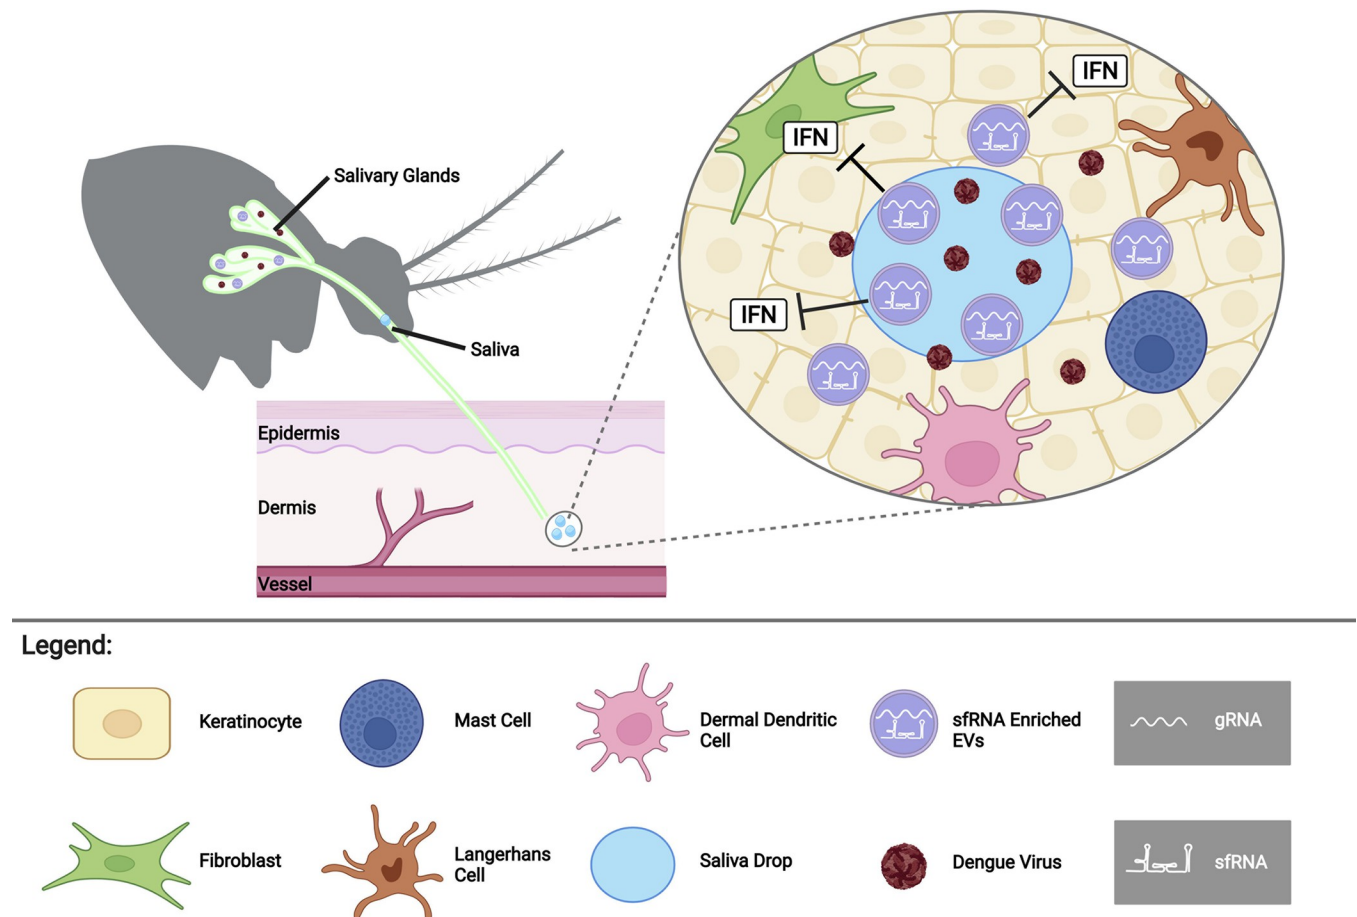 IFN
IFN
Salivary Glands
IFN
Saliva
Epidermis
Dermis
Vessel
Legend:
Keratinocyte
Mast Cell
Dermal Dendritic
Cell
sfRNA Enriched
EVs
gRNA
Fibroblast
Langerhans
Cell
Saliva Drop
Dengue Virus
sfRNA